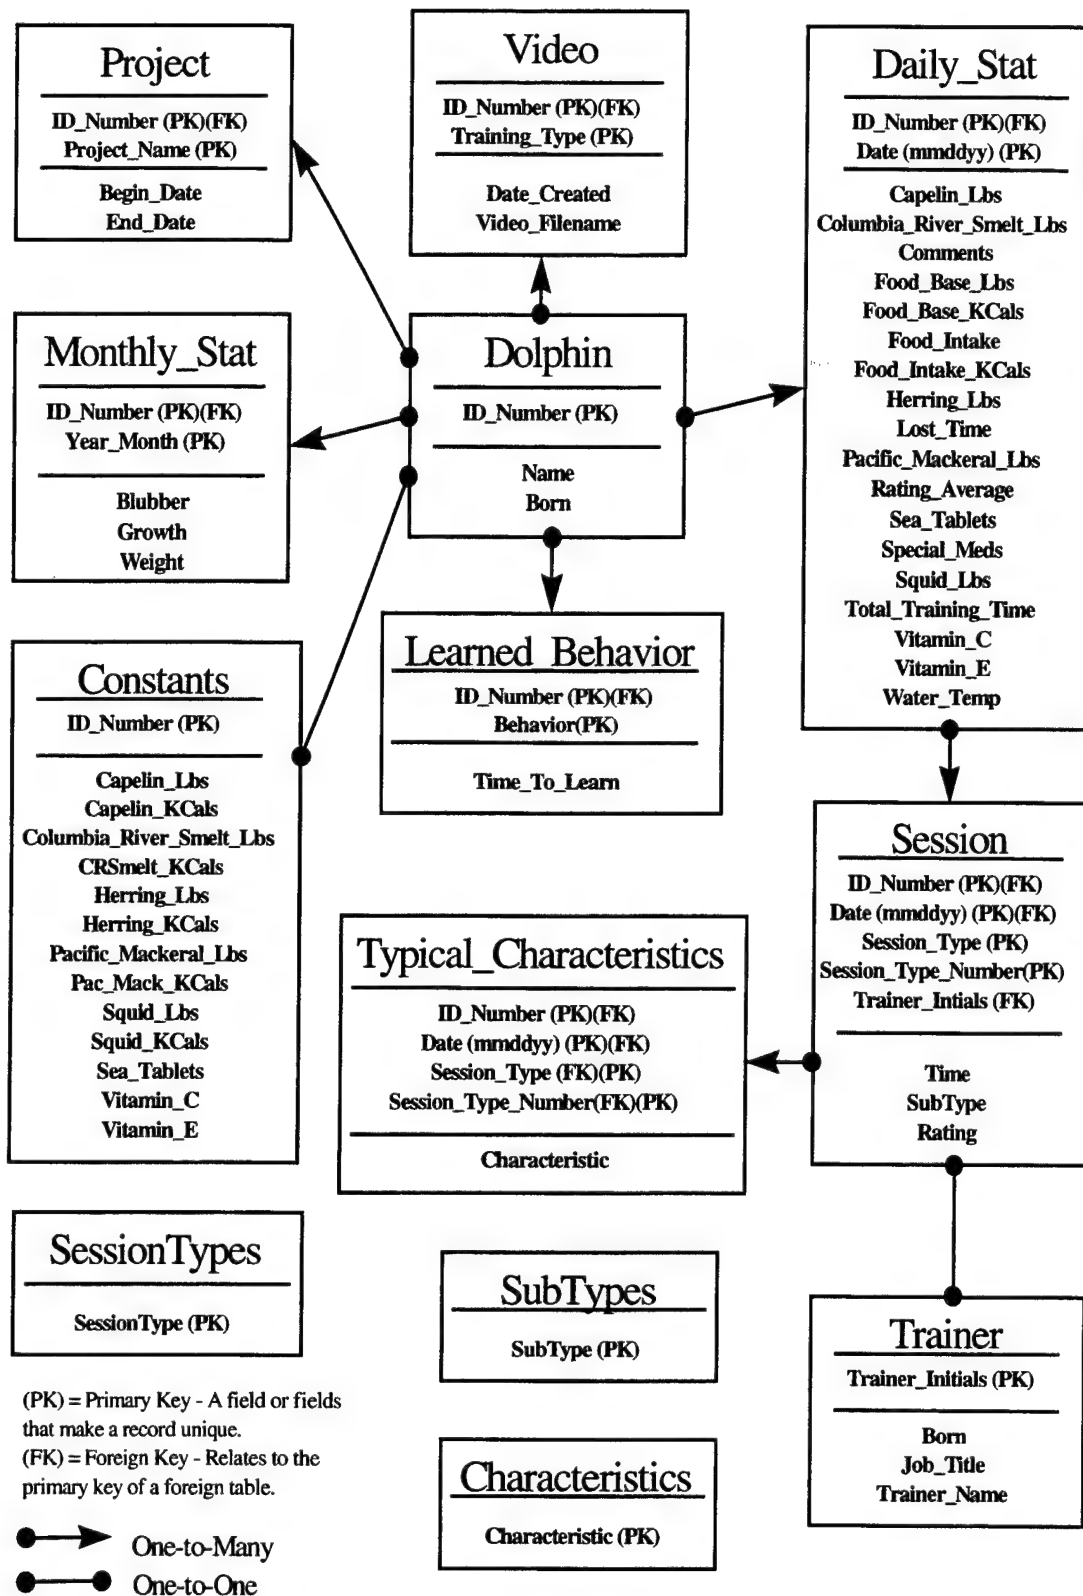 Project
ID_Number (PK)(FK)
Project_Name (PK)
Begin_Date
End_Date
Video
ID_Number (PK)(FK)
Training_Type (PK)
Date_Created
Video_Filename
Daily_Stat
ID_Number (PK)(FK)
Date (mmddyy) (PK)
Capelin_Lbs
Columbia_River_Smelt_Lbs
Comments
Food_Base_Lbs
Food_Base_KCals
Food_Intake
Food_Intake_KCals
Herring_Lbs
Lost_Time
Pacific_Mackeral_Lbs
Rating_Average
Sea_Tablets
Special_Meds
Squid_Lbs
Total_Training_Time
Vitamin_C
Vitamin_E
Water_Temp
Monthly_Stat
ID_Number (PK)(FK)
Year_Month (PK)
Blubber
Growth
Weight
Dolphin
ID_Number (PK)
Name
Born
Learned_Behavior
ID_Number (PK)(FK)
Behavior(PK)
Time_To_Learn
Constants
ID_Number (PK)
Capelin_Lbs
Capelin_KCals
Columbia_River_Smelt_Lbs
CRSmelt_KCals
Herring_Lbs
Herring_KCals
Pacific_Mackeral_Lbs
Pac_Mack_KCals
Squid_Lbs
Squid_KCals
Sea_Tablets
Vitamin_C
Vitamin_E
Session
ID_Number (PK)(FK)
Date (mmddyy) (PK)(FK)
Session_Type (PK)
Session_Type_Number(PK)
Trainer_Intials (FK)
Time
SubType
Rating
Typical_Characteristics
ID_Number (PK)(FK)
Date (mmddyy) (PK)(FK)
Session_Type (FK)(PK)
Session_Type_Number(FK)(PK)
Characteristic
SessionTypes
SessionType (PK)
SubTypes
SubType (PK)
Trainer
Trainer_Initials (PK)
Born
Job_Title
Trainer_Name
Characteristics
Characteristic (PK)
(PK) = Primary Key - A field or fields
that make a record unique.
(FK) = Foreign Key - Relates to the
primary key of a foreign table.
One-to-Many
One-to-One